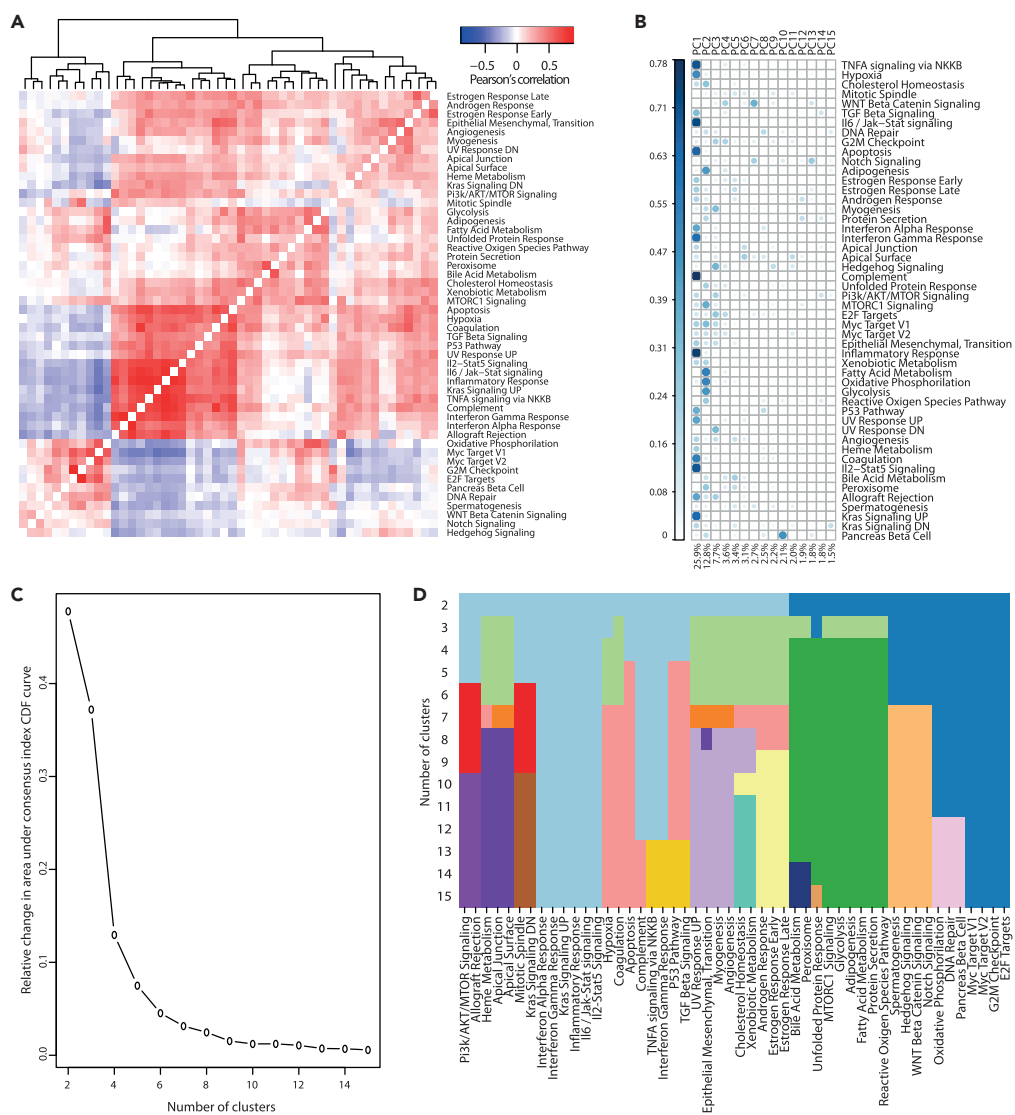 A
−0.5 0 0.5
Pearson's correlation
Estrogen Response Late
Androgen Response
Estrogen Response Early
Epithelial Mesenchymal, Transition
Angiogenesis
Myogenesis
UV Response DN
Apical Junction
Apical Surface
Heme Metabolism
Kras Signaling DN
Pi3k/AKT/MTOR Signaling
Mitotic Spindle
Glycolysis
Adipogenesis
Fatty Acid Metabolism
Unfolded Protein Response
Reactive Oxygen Species Pathway
Protein Secretion
Peroxisome
Bile Acid Metabolism
Cholesterol Homeostasis
Xenobiotic Metabolism
MTORC1 Signaling
Apoptosis
Hypoxia
Coagulation
TGF Beta Signaling
P53 Pathway
UV Response UP
Il2−Stat5 Signaling
Il6 / Jak−Stat signaling
Inflammatory Response
Kras Signaling UP
TNFA signaling via NKKB
Complement
Interferon Gamma Response
Interferon Alpha Response
Allograft Rejection
Oxidative Phosphorilation
Myc Target V1
Myc Target V2
G2M Checkpoint
E2F Targets
Pancreas Beta Cell
DNA Repair
Spermatogenesis
WNT Beta Catenin Signaling
Notch Signaling
Hedgehog Signaling
B
PC1
PC2
PC3
PC4
PC5
PC6
PC7
PC8
PC9
PC10
PC11
PC12
PC13
PC14
PC15
0.78
0.71
0.63
0.55
0.47
0.39
0.31
0.24
0.16
0.08
0
TNFA signaling via NKKB
Hypoxia
Cholesterol Homeostasis
Mitotic Spindle
WNT Beta Catenin Signaling
TGF Beta Signaling
Il6 / Jak−Stat signaling
DNA Repair
G2M Checkpoint
Apoptosis
Notch Signaling
Adipogenesis
Estrogen Response Early
Estrogen Response Late
Androgen Response
Myogenesis
Protein Secretion
Interferon Alpha Response
Interferon Gamma Response
Apical Junction
Apical Surface
Hedgehog Signaling
Complement
Unfolded Protein Response
Pi3k/AKT/MTOR Signaling
MTORC1 Signaling
E2F Targets
Myc Target V1
Myc Target V2
Epithelial Mesenchymal, Transition
Inflammatory Response
Xenobiotic Metabolism
Fatty Acid Metabolism
Oxidative Phosphorilation
Glycolysis
Reactive Oxigen Species Pathway
P53 Pathway
UV Response UP
UV Response DN
Angiogenesis
Heme Metabolism
Coagulation
Il2−Stat5 Signaling
Bile Acid Metabolism
Peroxisome
Allograft Rejection
Spermatogenesis
Kras Signaling UP
Kras Signaling DN
Pancreas Beta Cell
25.9%
12.8%
7.7%
3.6%
3.4%
3.1%
2.7%
2.5%
2.2%
2.1%
2.0%
1.9%
1.8%
1.8%
1.5%
C
Relative change in area under consensus index CDF curve
0.4
0.3
0.2
0.1
0.0
2 4 6 8 10 12 14
Number of clusters
D
Number of clusters
2
3
4
5
6
7
8
9
10
11
12
13
14
15
Pi3k/AKT/MTOR Signaling
Allograft Rejection
Heme Metabolism
Apical Junction
Apical Surface
Mitotic Spindle
Kras Signaling DN
Interferon Alpha Response
Interferon Gamma Response
Kras Signaling UP
Inflammatory Response
Il6 / Jak-Stat signaling
Il2-Stat5 Signaling
Hypoxia
Coagulation
Apoptosis
Complement
Angiogenesis
TNFA signaling via NKKB
Interferon Gamma Response
P53 Pathway
TGF Beta Signaling
UV Response UP
Epithelial Mesenchymal, Transition
Myogenesis
Angiogenesis
Cholesterol Homeostasis
Xenobiotic Metabolism
Androgen Response
Estrogen Response Early
Estrogen Response Late
Bile Acid Metabolism
Peroxisome
Unfolded Protein Response
MTORC1 Signaling
Glycolysis
Adipogenesis
Fatty Acid Metabolism
Protein Secretion
Reactive Oxigen Species Pathway
Spermatogenesis
Hedgehog Signaling
WNT Beta Catenin Signaling
Notch Signaling
Oxidative Phosphorilation
DNA Repair
Pancreas Beta Cell
Myc Target V1
Myc Target V2
G2M Checkpoint
E2F Targets